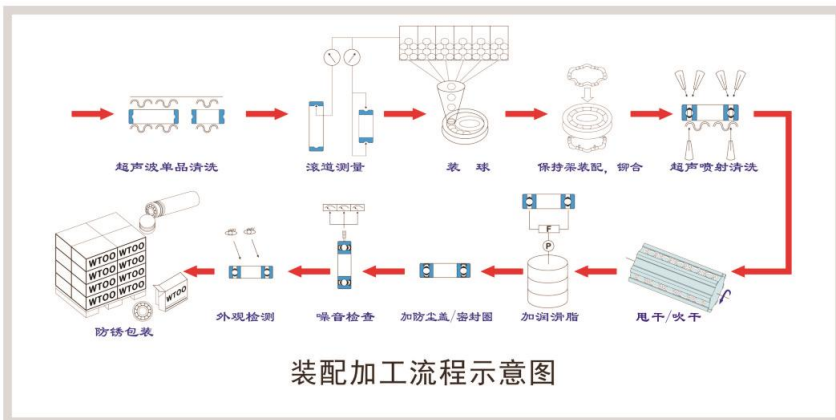 超声波单品清洗
滚道测量
装 球
保持架装配，铆合
超声喷射清洗
甩干/吹干
F
P
加润滑脂
加防尘盖/密封圈
噪音检查
外观检测
WTOO
WTOO WTOO
WTOO WTOO
WTOO WTOO
WTOO
防锈包装
装配加工流程示意图